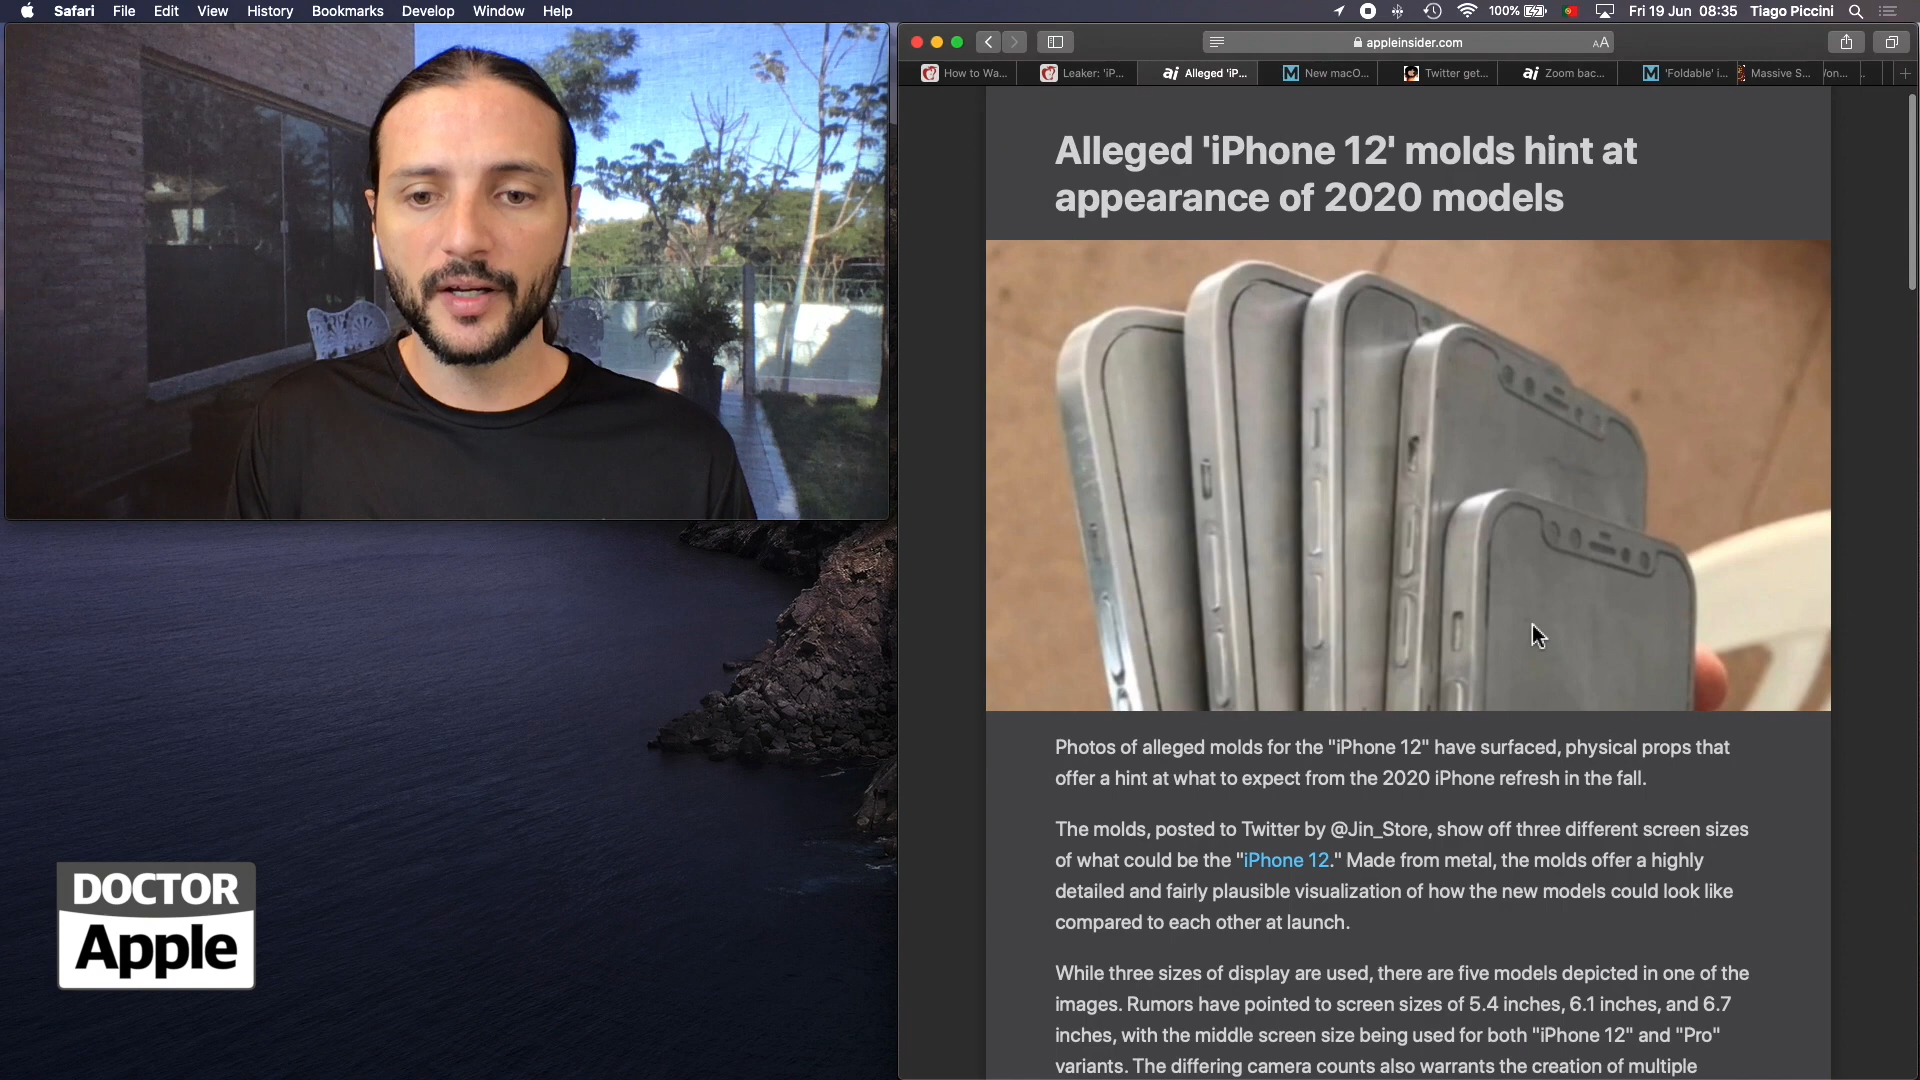 Safari File Edit View History Bookmarks Develop Window Help
100% Fri 19 Jun 08:35 Tiago Piccini
appleinsider.com AA
How to Wa... Leaker: 'iP... Alleged 'iP... New macO... Twitter get... Zoom bac... 'Foldable' i... Massive S...
Alleged 'iPhone 12' molds hint at
appearance of 2020 models
Photos of alleged molds for the "iPhone 12" have surfaced, physical props that
offer a hint at what to expect from the 2020 iPhone refresh in the fall.
The molds, posted to Twitter by @Jin_Store, show off three different screen sizes
of what could be the "iPhone 12." Made from metal, the molds offer a highly
detailed and fairly plausible visualization of how the new models could look like
compared to each other at launch.
While three sizes of display are used, there are five models depicted in one of the
images. Rumors have pointed to screen sizes of 5.4 inches, 6.1 inches, and 6.7
inches, with the middle screen size being used for both "iPhone 12" and "Pro"
variants. The differing camera counts also warrants the creation of multiple
DOCTOR
Apple